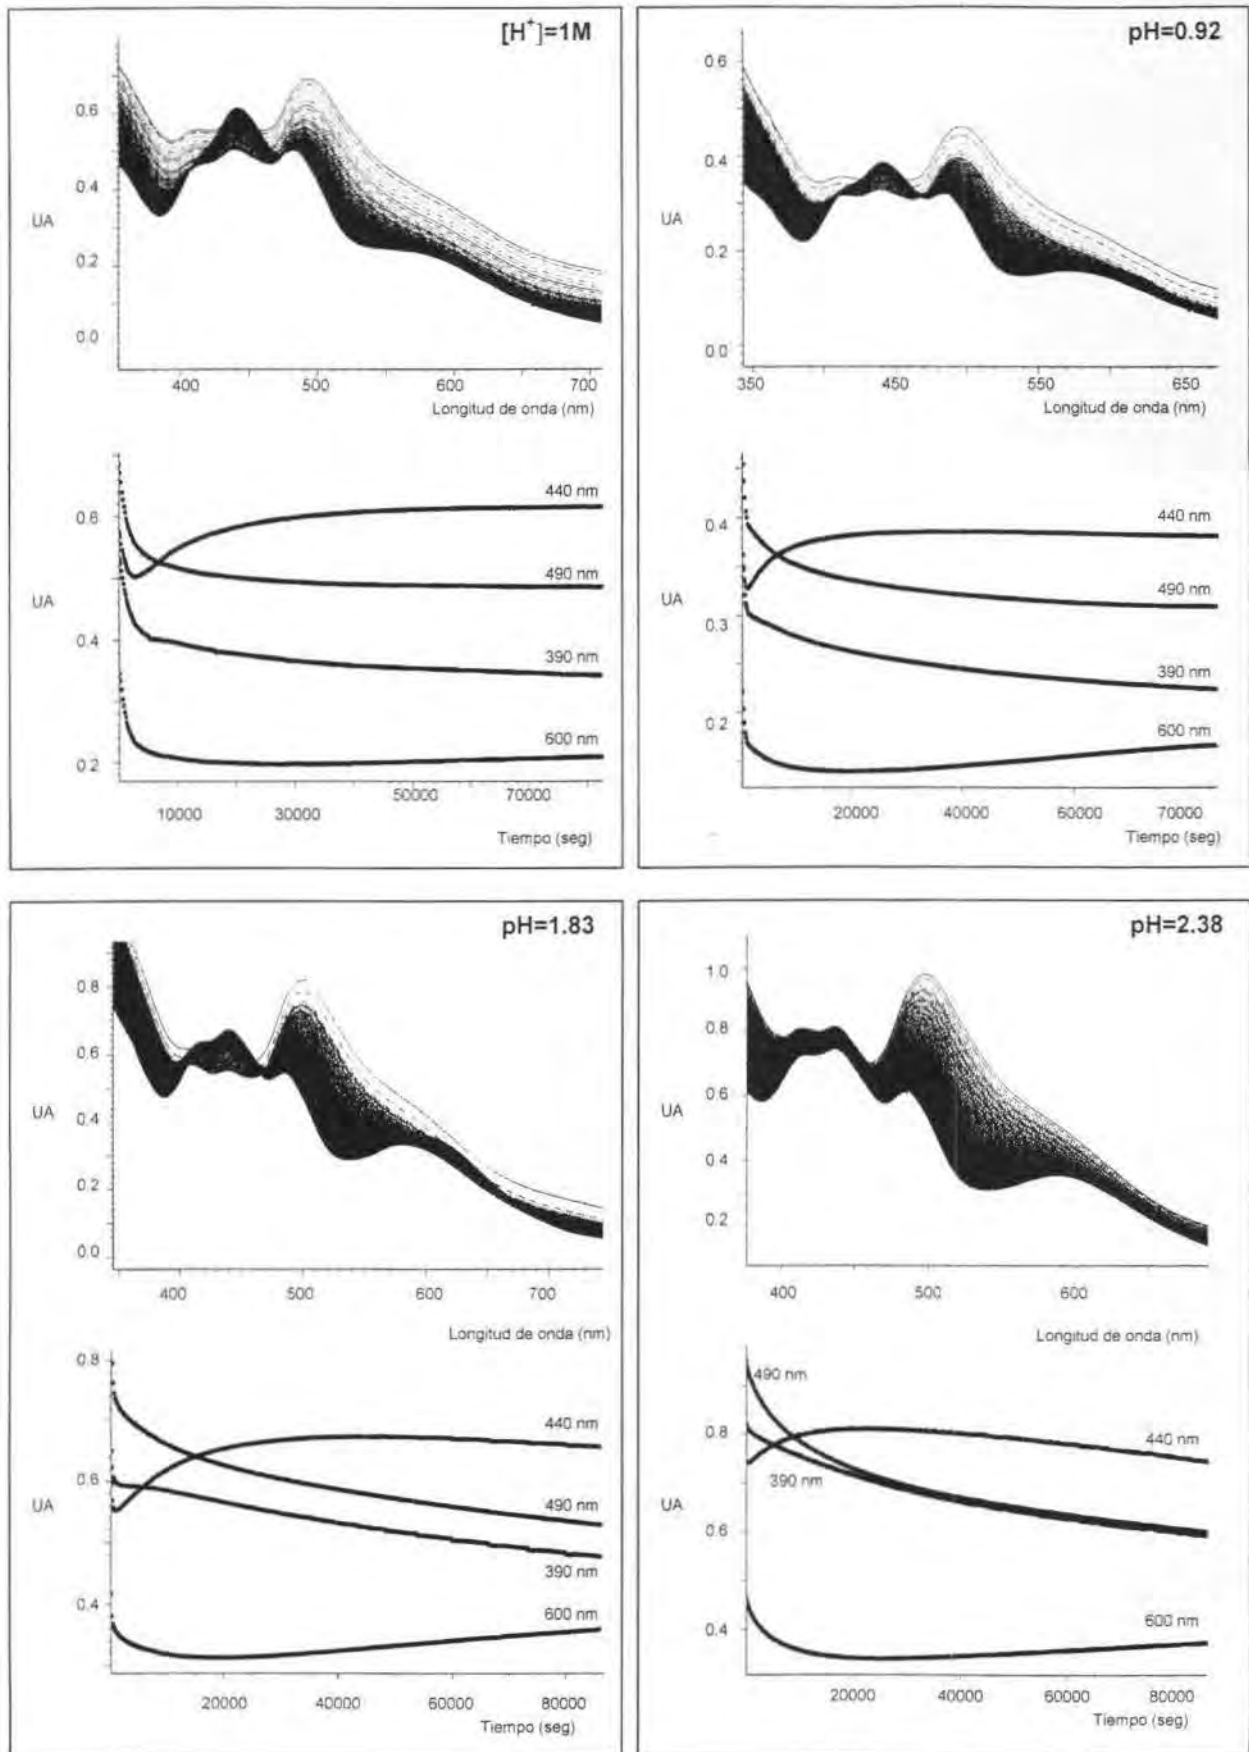 [H⁺]=1M
0.6
0.4
UA
0.2
0.0
400 500 600 700
Longitud de onda (nm)
440 nm
0.6
490 nm
UA
0.4
390 nm
600 nm
0.2
10000 30000 50000 70000
Tiempo (seg)
pH=0.92
0.6
0.4
UA
0.2
0.0
350 450 550 650
Longitud de onda (nm)
440 nm
0.4
490 nm
UA
0.3
390 nm
0.2
600 nm
20000 40000 60000 70000
Tiempo (seg)
pH=1.83
0.8
0.6
UA
0.4
0.2
0.0
400 500 600 700
Longitud de onda (nm)
0.8
440 nm
0.6
UA
490 nm
390 nm
0.4
600 nm
20000 40000 60000 80000
Tiempo (seg)
pH=2.38
1.0
0.8
UA
0.6
0.4
0.2
400 500 600
Longitud de onda (nm)
490 nm
0.8
440 nm
390 nm
UA
0.6
600 nm
0.4
20000 40000 60000 80000
Tiempo (seg)